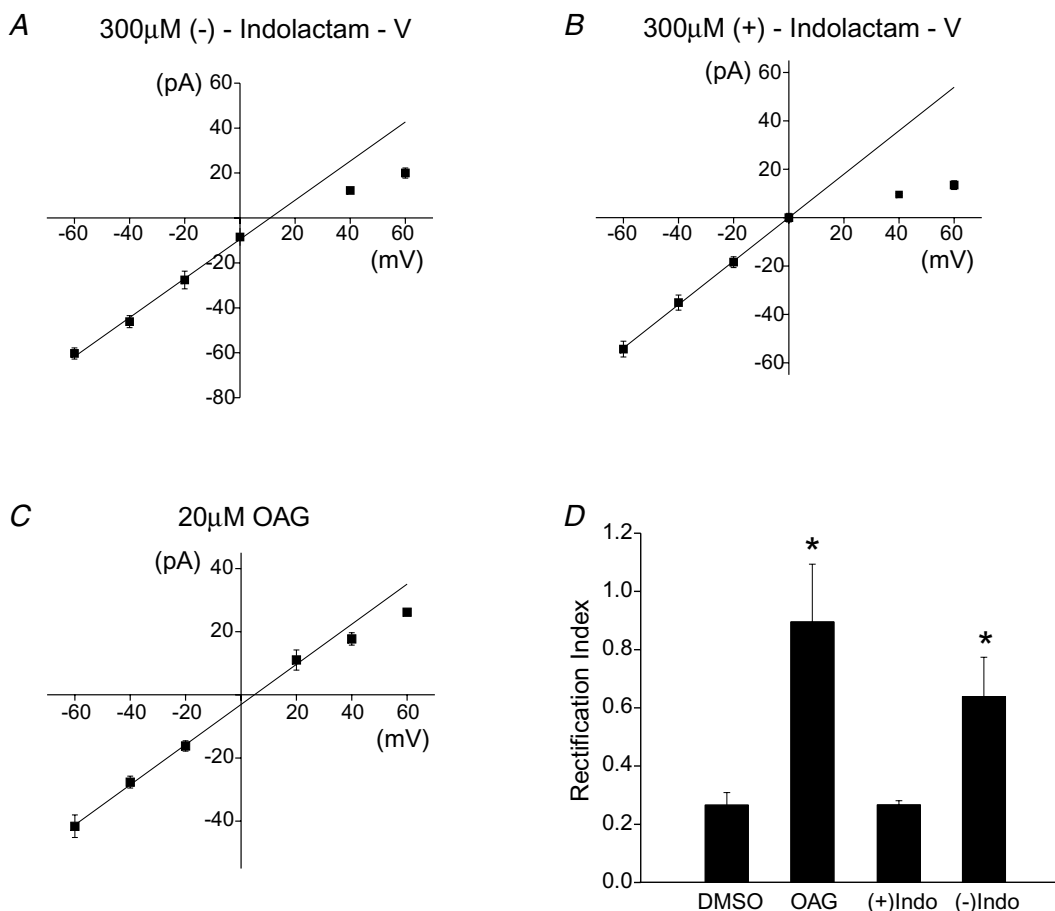 A
300μM (-) - Indolactam - V
(pA)
60
40
20
-60 -40 -20 20 40 60
(mV)
-20
-40
-60
-80
B
300μM (+) - Indolactam - V
(pA)
60
40
20
-60 -40 -20 20 40 60
(mV)
-20
-40
-60
C
20μM OAG
(pA)
40
20
-60 -40 -20 20 40 60
(mV)
-20
-40
D
Rectification Index
1.2
1.0
0.8
0.6
0.4
0.2
0.0
* *
DMSO OAG (+)Indo (-)Indo